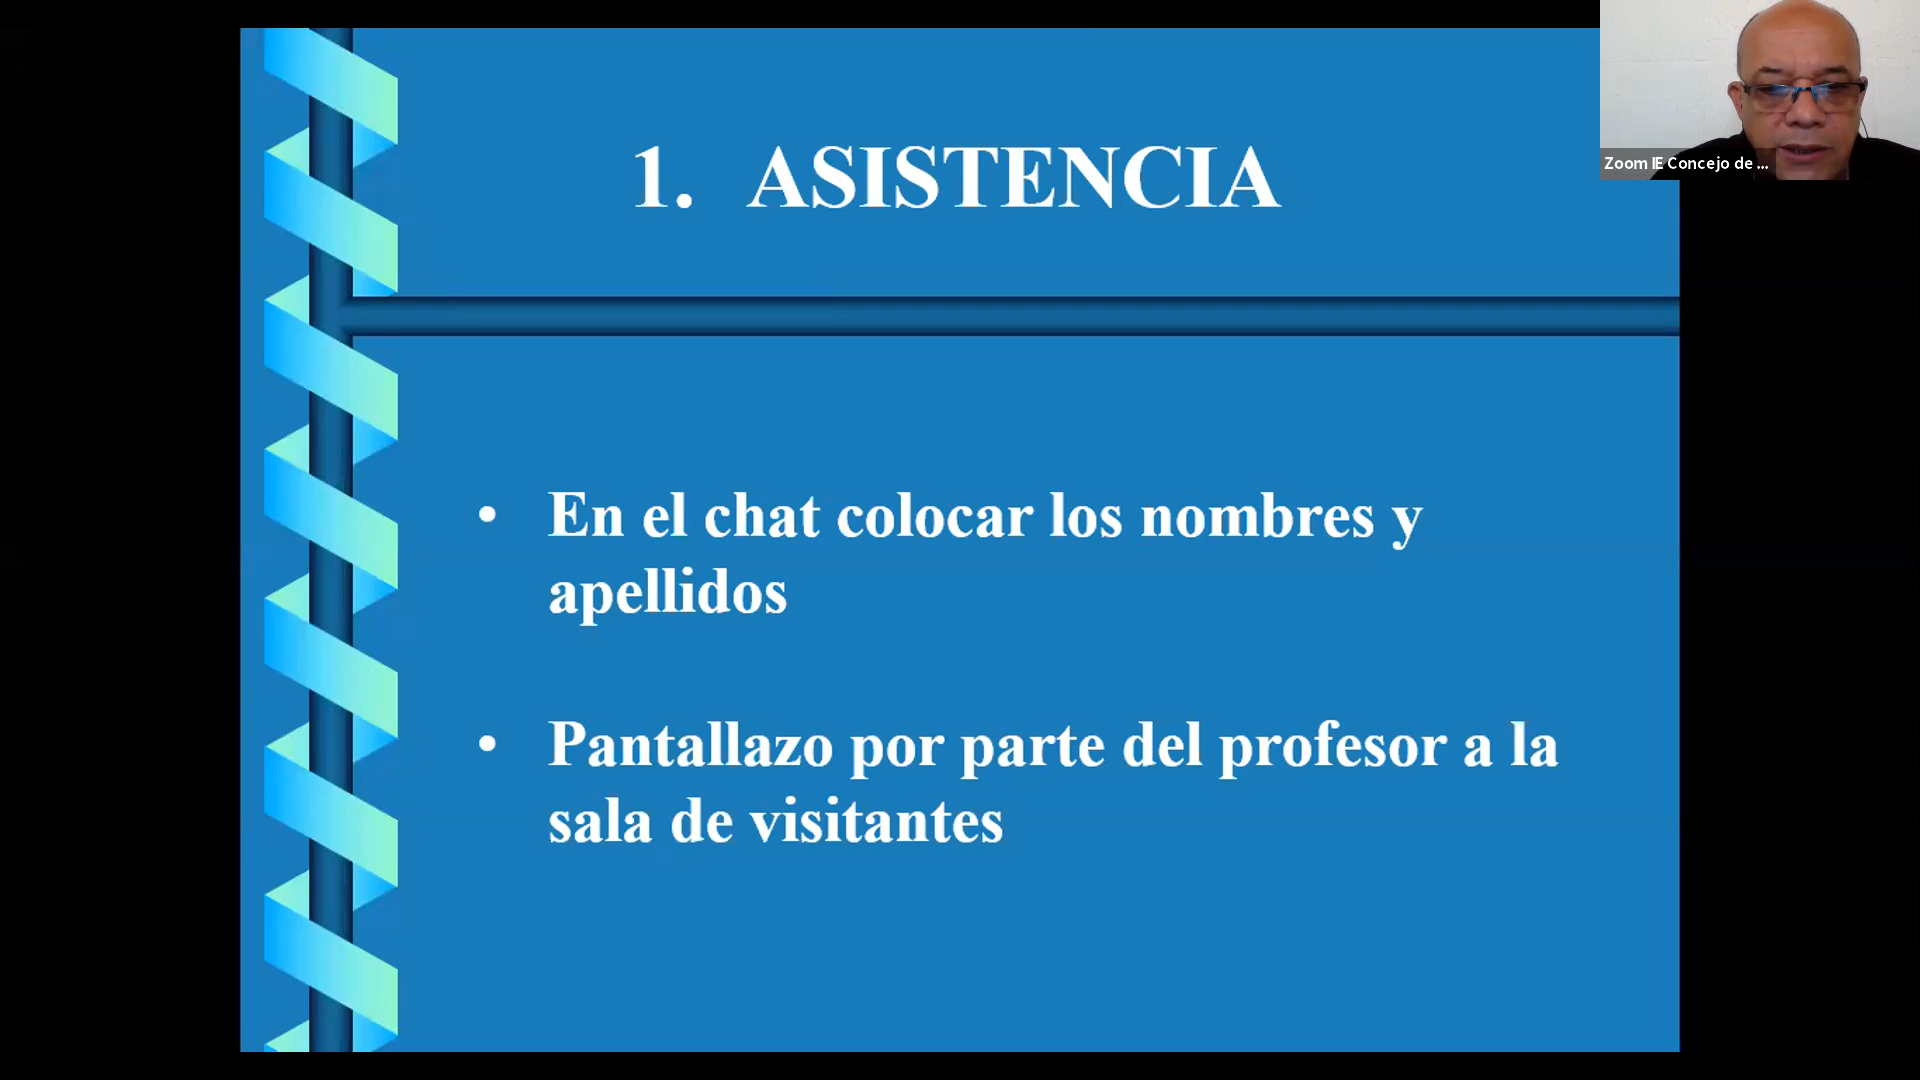 1. ASISTENCIA
Zoom IE Concejo de ...
• En el chat colocar los nombres y
apellidos
• Pantallazo por parte del profesor a la
sala de visitantes